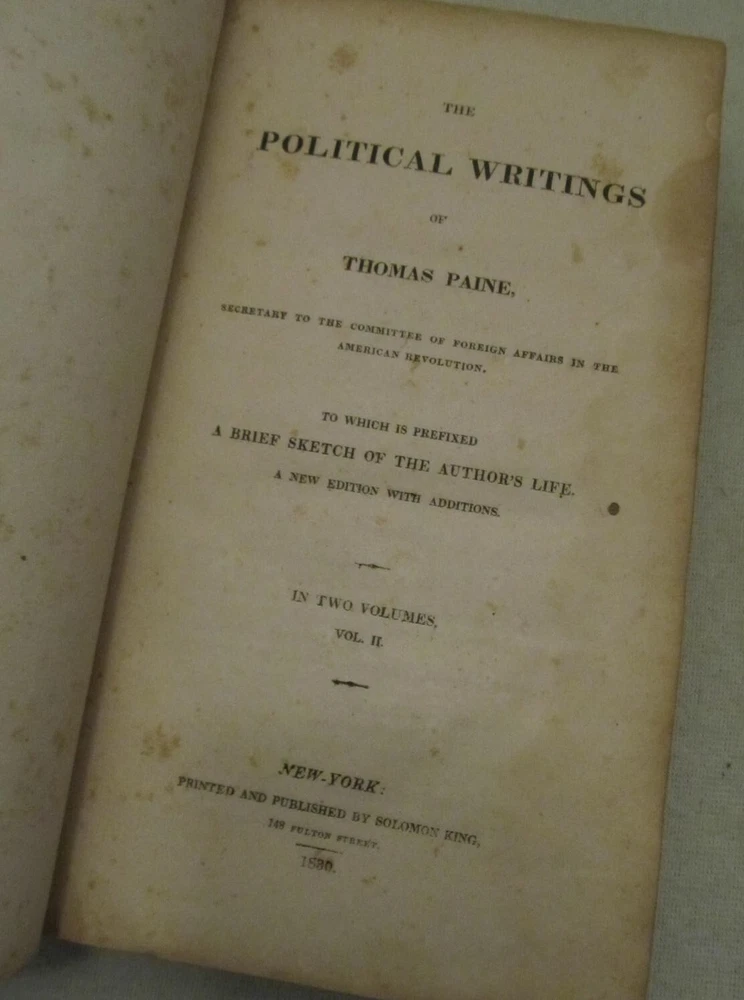 THE
POLITICAL WRITINGS
OF
THOMAS PAINE,
SECRETARY TO THE COMMITTEE OF FOREIGN AFFAIRS IN THE
AMERICAN REVOLUTION.
TO WHICH IS PREFIXED
A BRIEF SKETCH OF THE AUTHOR'S LIFE.
A NEW EDITION WITH ADDITIONS.
IN TWO VOLUMES,
VOL. II.
NEW-YORK:
PRINTED AND PUBLISHED BY SOLOMON KING,
148 FULTON STREET.
1830.